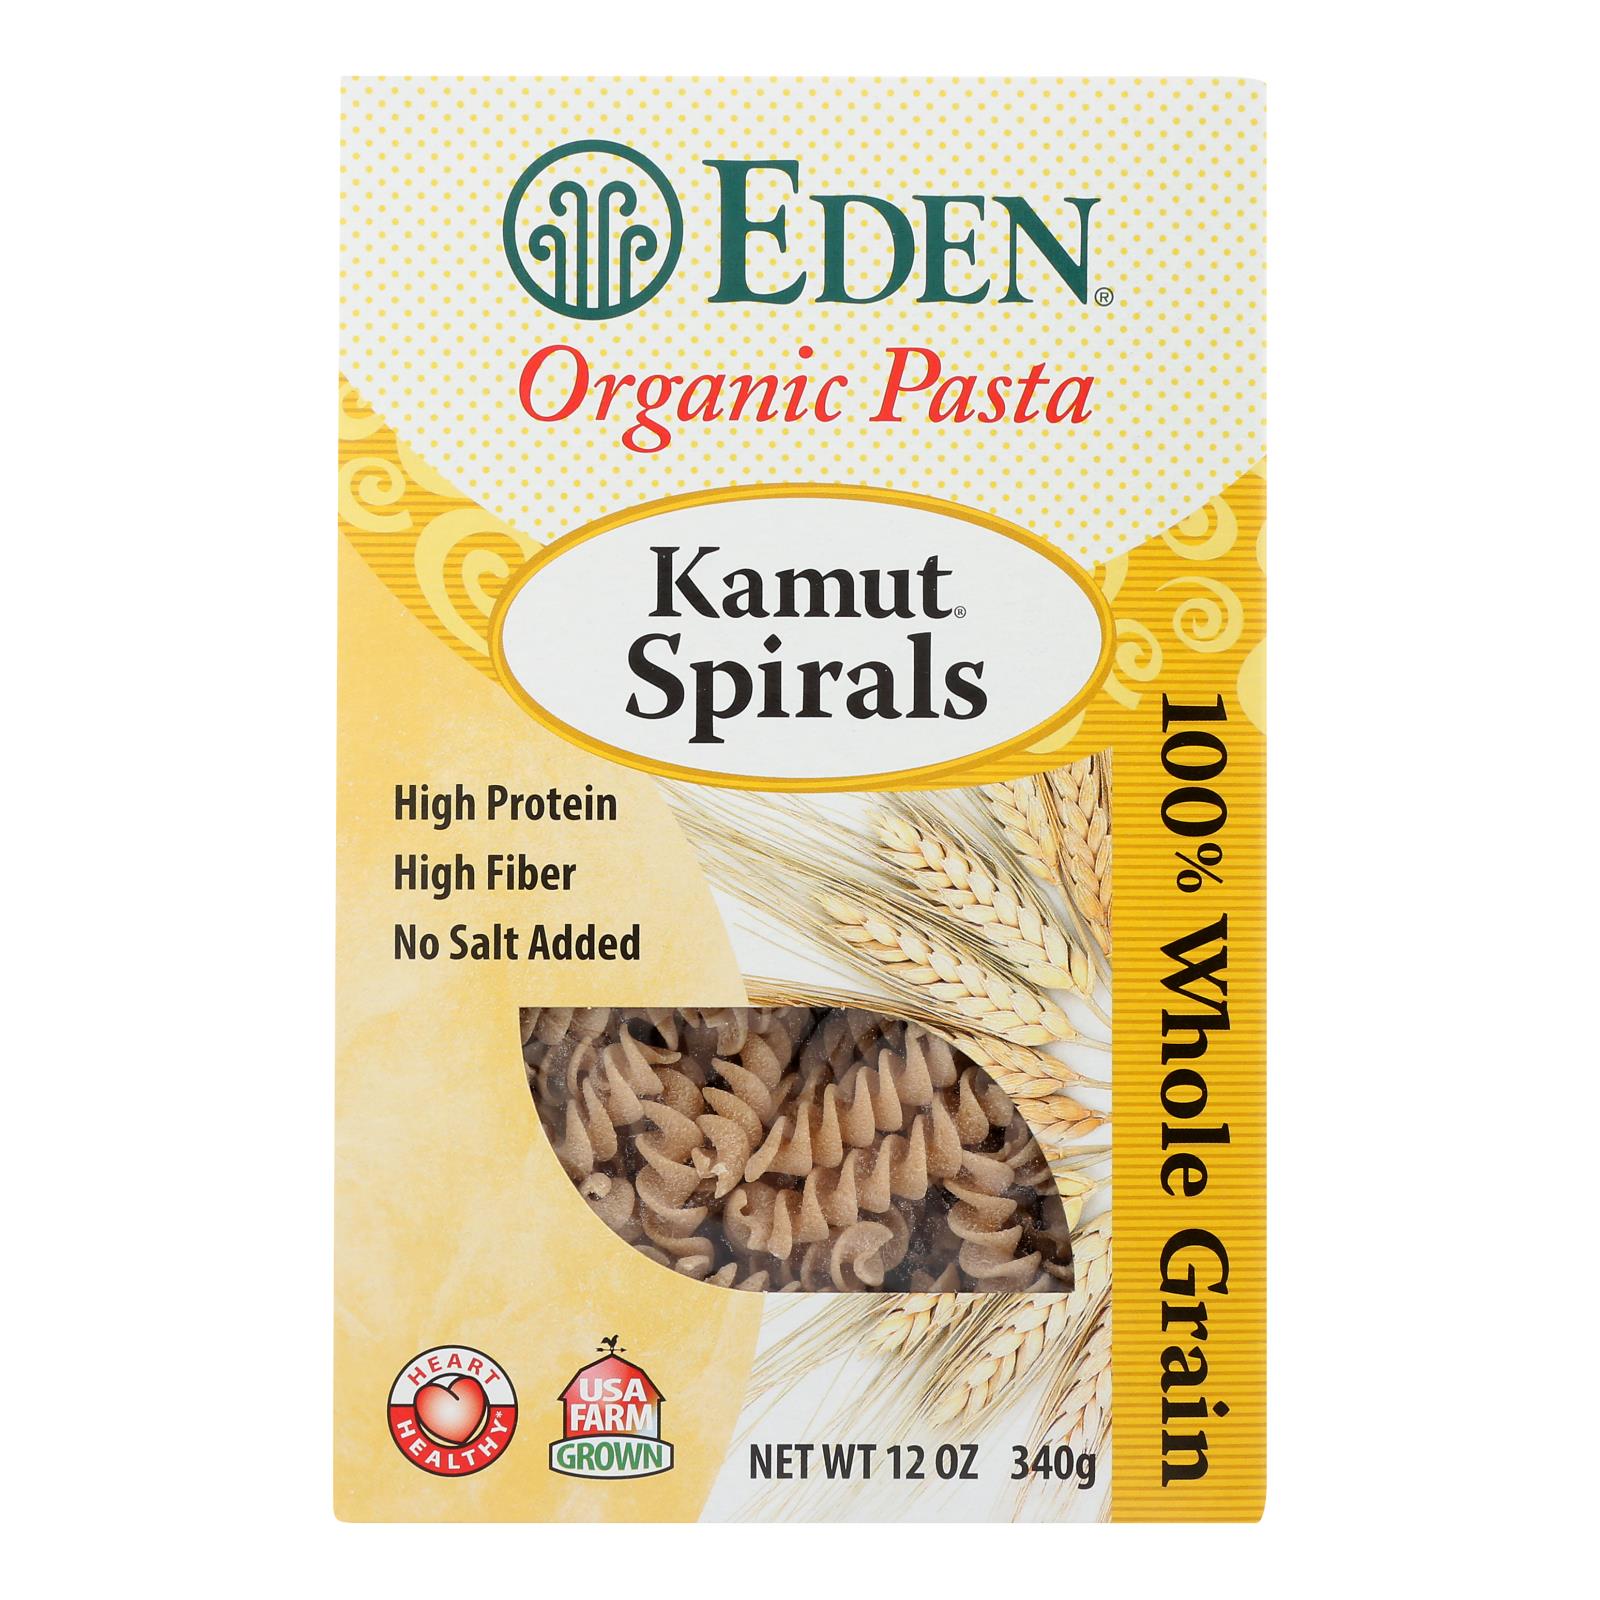 EDEN®
Organic Pasta
Kamut®
Spirals
High Protein
High Fiber
No Salt Added
100% Whole Grain
HEART
HEALTHY*
USA
FARM
GROWN
NET WT 12 OZ 340g